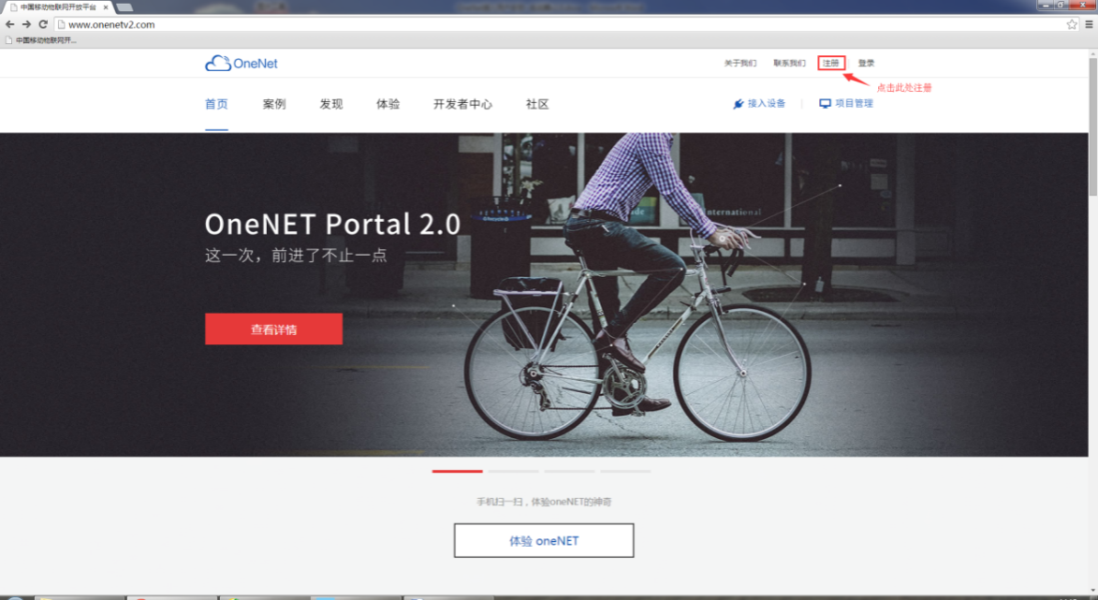 中国移动物联网开放平台
www.onenetv2.com
中国移动物联网开...
OneNet
关于我们 联系我们 注册 登录
点击此处注册
首页 案例 发现 体验 开发者中心 社区 接入设备 项目管理
International
OneNET Portal 2.0
这一次，前进了不止一点
查看详情
手机扫一扫，体验oneNET的神奇
体验 oneNET